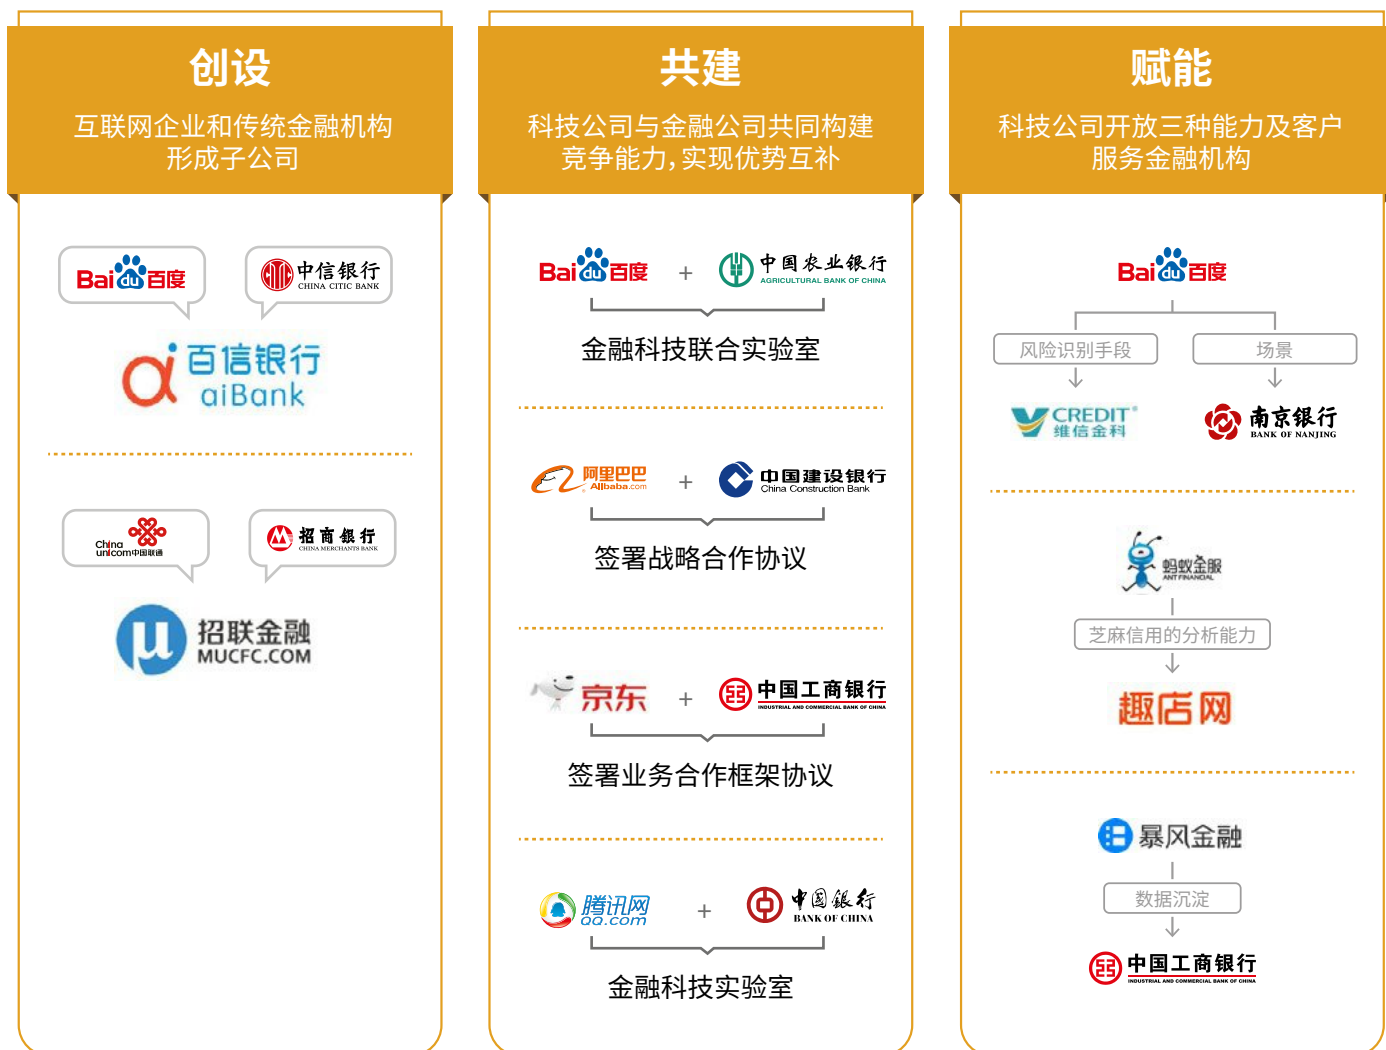 创设
互联网企业和传统金融机构
形成子公司
Baidu百度
中信银行
CHINA CITIC BANK
百信银行
aiBank
China
unicom中国联通
招商银行
CHINA MERCHANTS BANK
招联金融
MUCFC.COM
共建
科技公司与金融公司共同构建
竞争能力,实现优势互补
Baidu百度
+
中国农业银行
AGRICULTURAL BANK OF CHINA
金融科技联合实验室
阿里巴巴
Alibaba.com
+
中国建设银行
China Construction Bank
签署战略合作协议
京东
+
中国工商银行
INDUSTRIAL AND COMMERCIAL BANK OF CHINA
签署业务合作框架协议
腾讯网
QQ.com
+
中国银行
BANK OF CHINA
金融科技实验室
赋能
科技公司开放三种能力及客户
服务金融机构
Baidu百度
风险识别手段
场景
CREDIT®
维信金科
南京银行
BANK OF NANJING
蚂蚁金服
ANT FINANCIAL
芝麻信用的分析能力
趣店网
暴风金融
数据沉淀
中国工商银行
INDUSTRIAL AND COMMERCIAL BANK OF CHINA